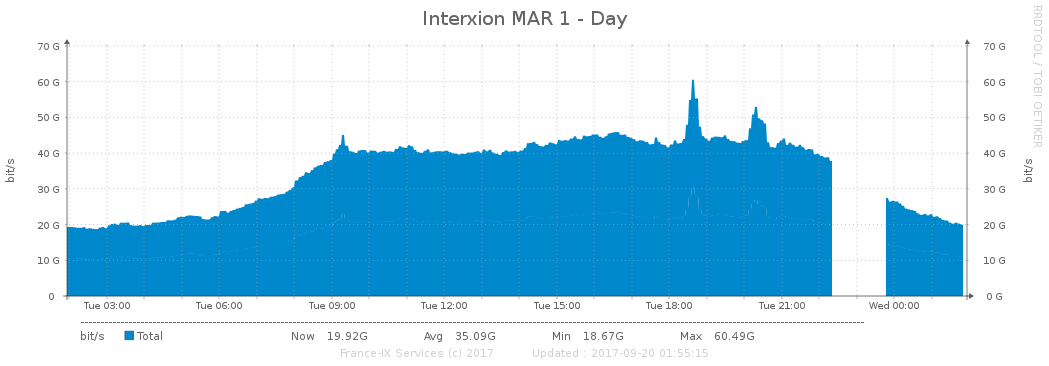 Interxion MAR 1 - Day
RRDTOOL / TOBI OETIKER
70 G 70 G
60 G 60 G
50 G 50 G
40 G 40 G
30 G 30 G
20 G 20 G
10 G 10 G
0 0 G
bit/s bit/s
Tue 03:00 Tue 06:00 Tue 09:00 Tue 12:00 Tue 15:00 Tue 18:00 Tue 21:00 Wed 00:00
bit/s Total Now 19.92G Avg 35.09G Min 18.67G Max 60.49G
France-IX Services (c) 2017 Updated : 2017-09-20 01:55:15